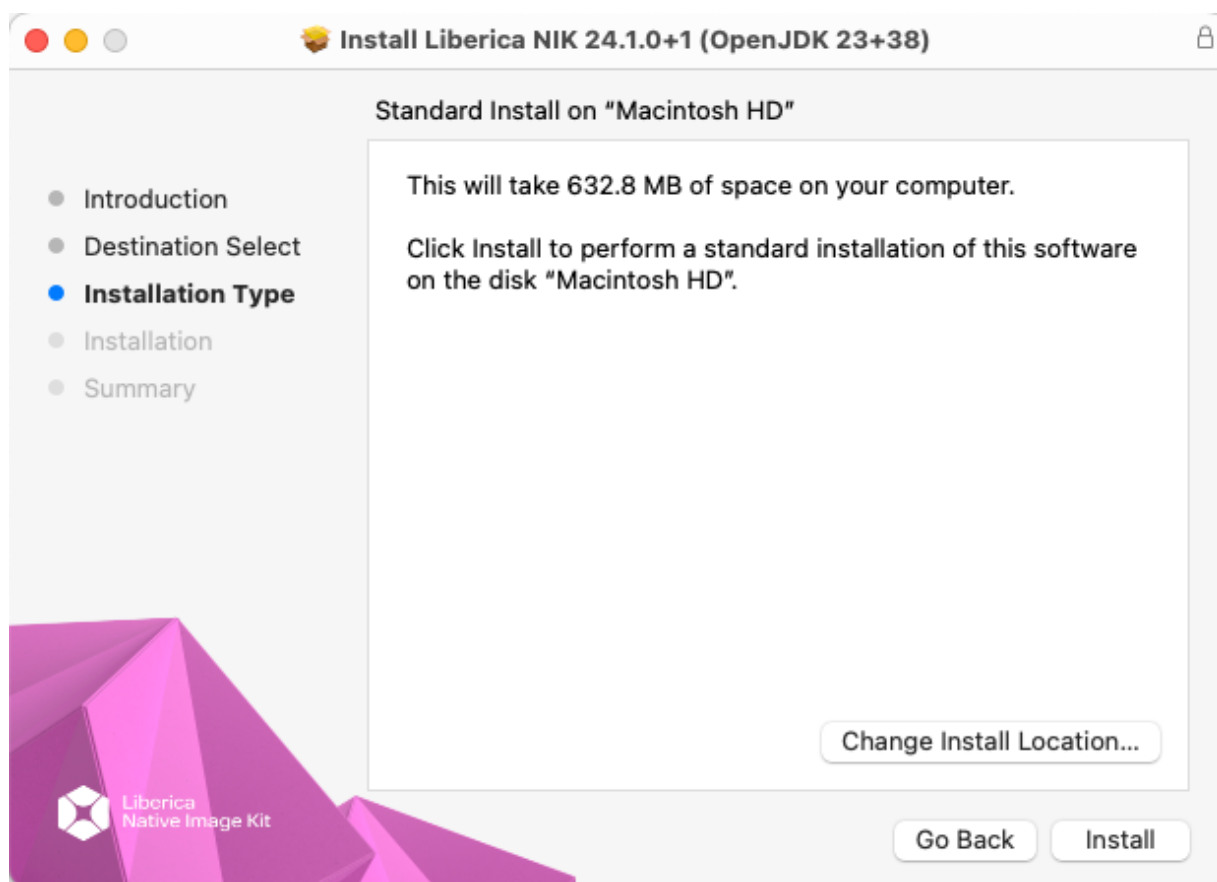 Install Liberica NIK 24.1.0+1 (OpenJDK 23+38)
Standard Install on “Macintosh HD”
Introduction
Destination Select
Installation Type
Installation
Summary
This will take 632.8 MB of space on your computer.
Click Install to perform a standard installation of this software
on the disk “Macintosh HD”.
Change Install Location...
Liberica
Native Image Kit
Go Back
Install